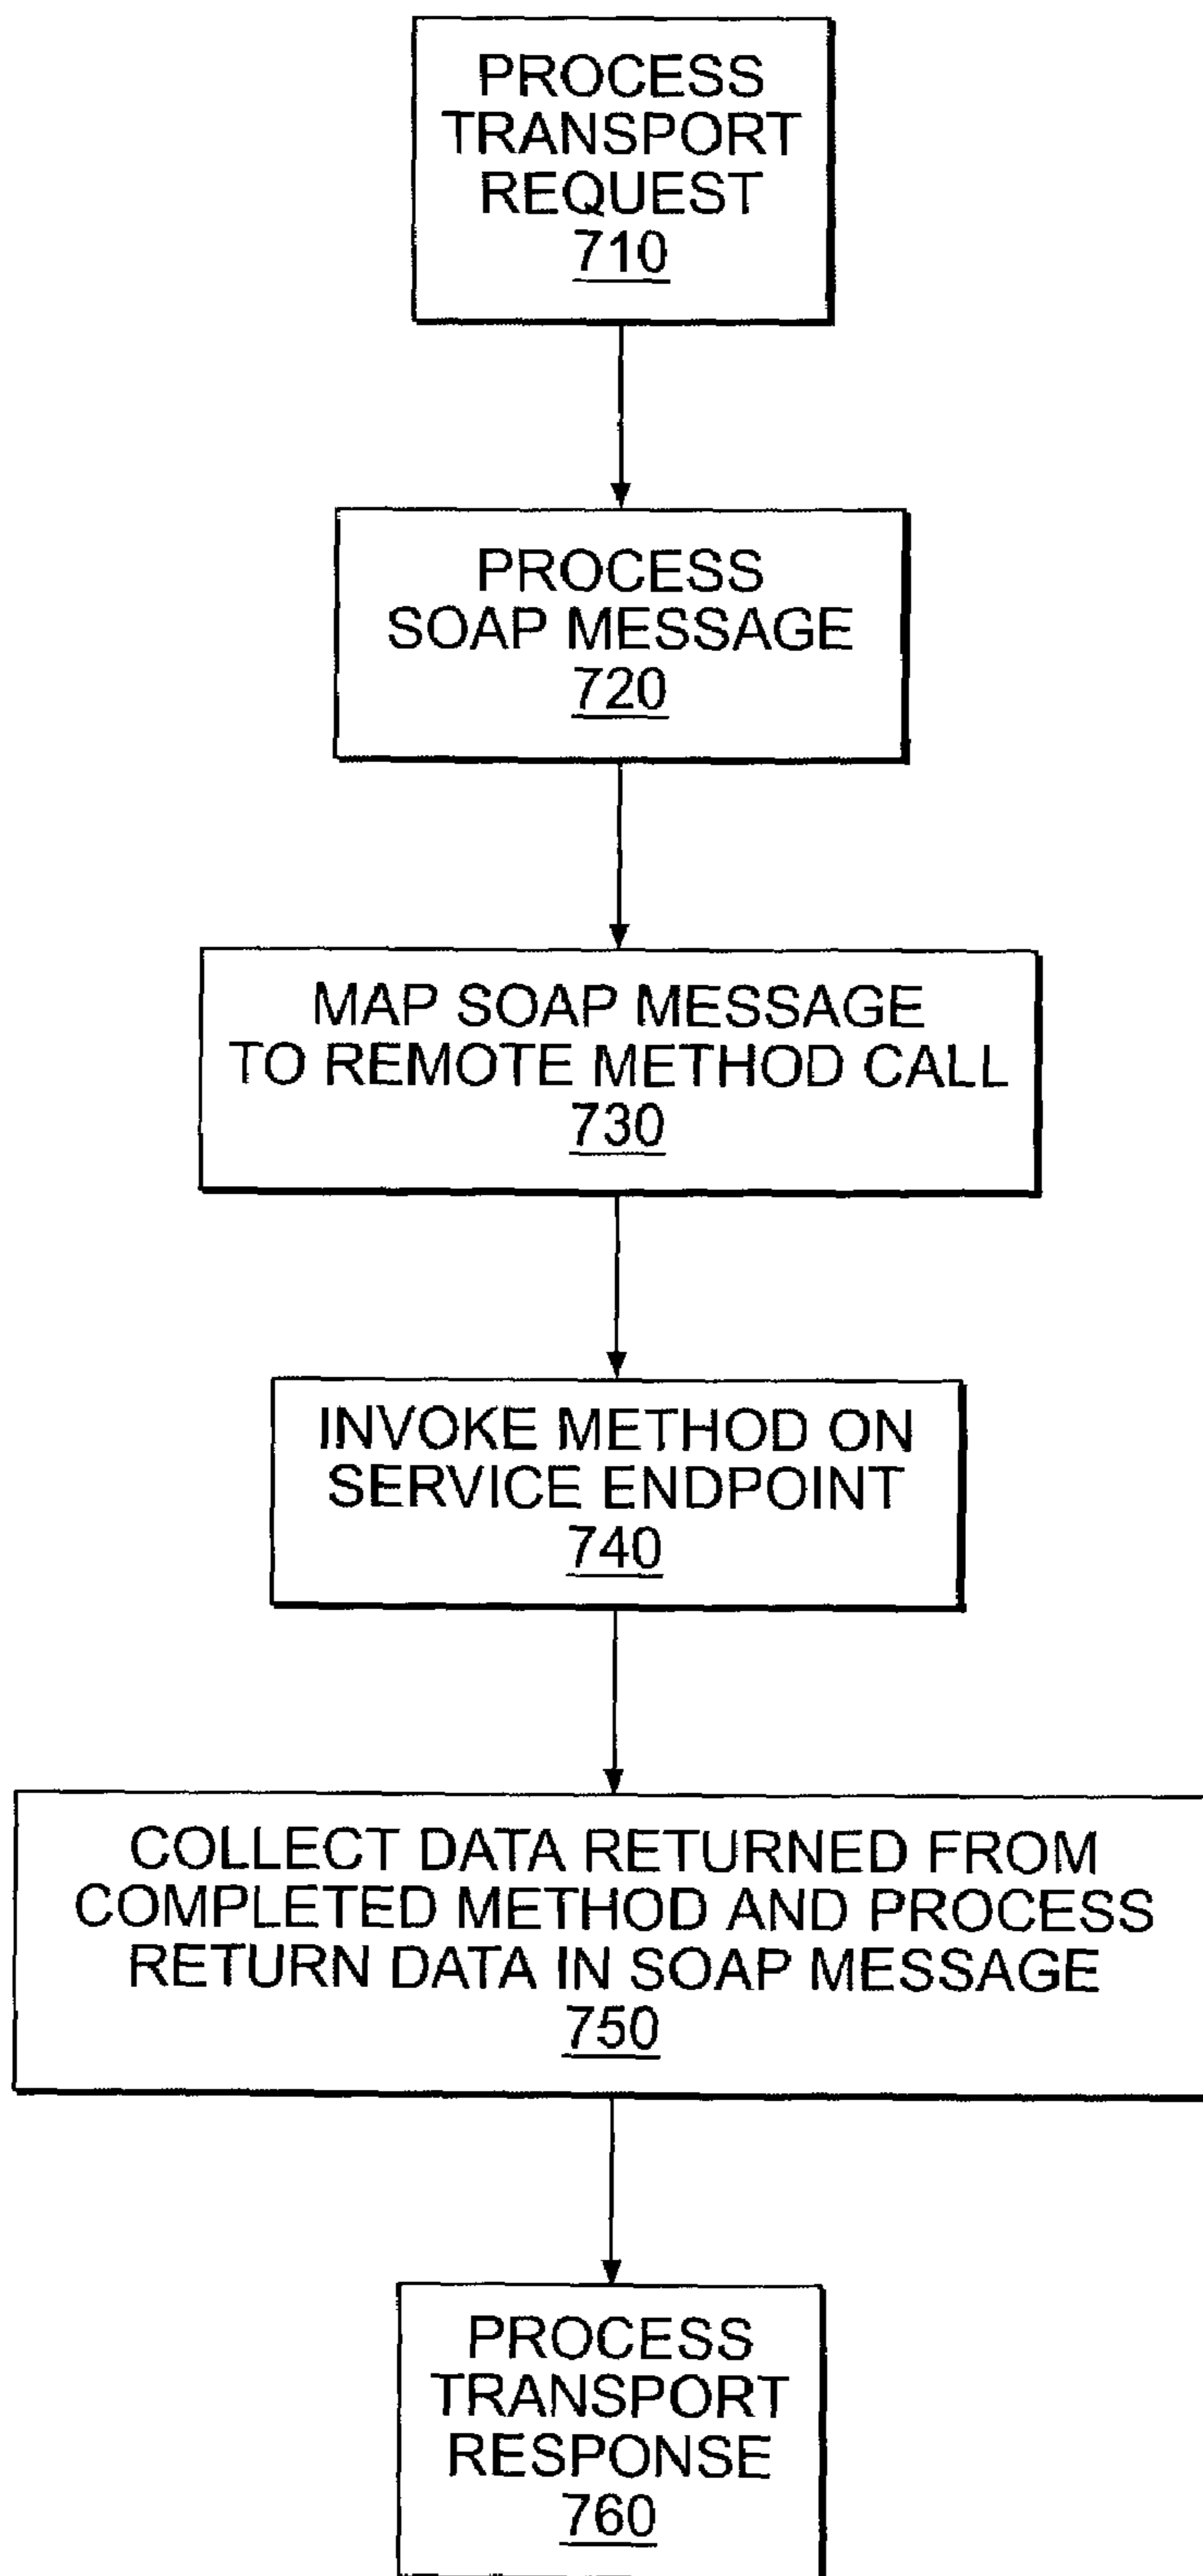 PROCESS
TRANSPORT
REQUEST
710
PROCESS
SOAP MESSAGE
720
MAP SOAP MESSAGE
TO REMOTE METHOD CALL
730
INVOKE METHOD ON
SERVICE ENDPOINT
740
COLLECT DATA RETURNED FROM
COMPLETED METHOD AND PROCESS
RETURN DATA IN SOAP MESSAGE
750
PROCESS
TRANSPORT
RESPONSE
760